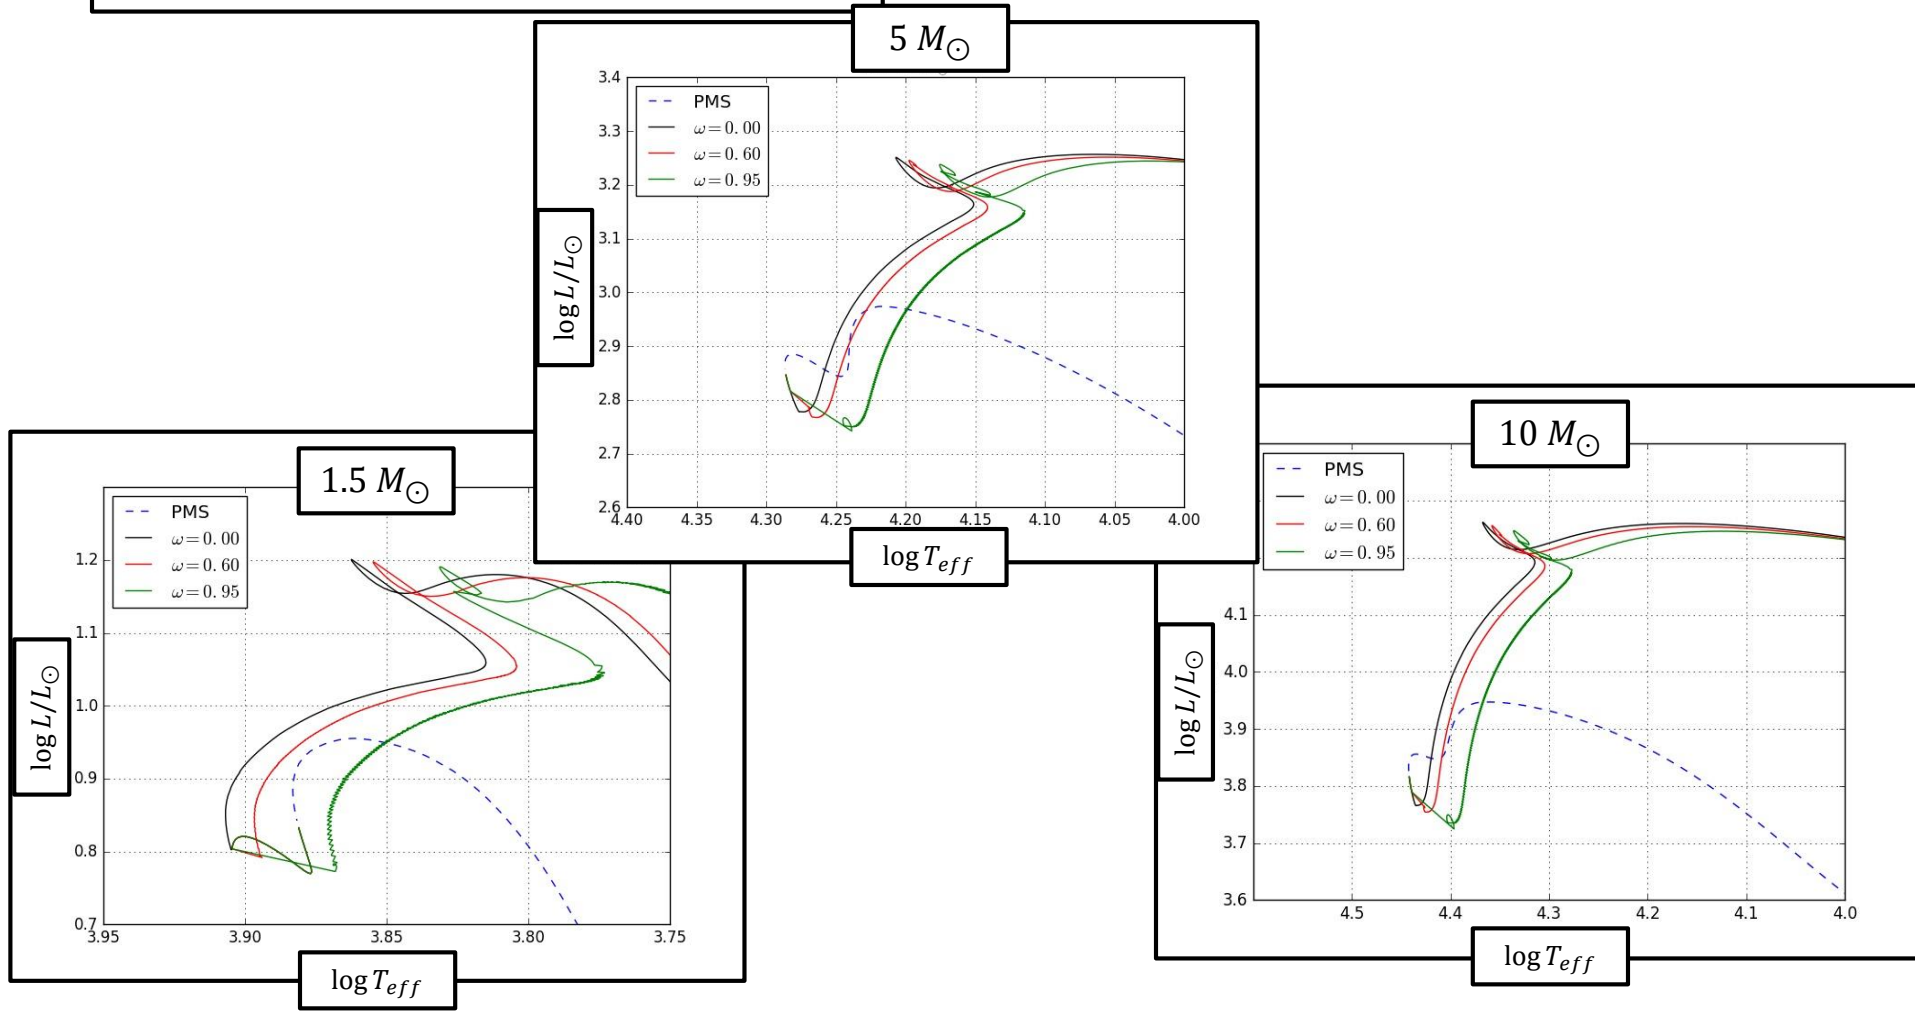 5 M☉
3.4
3.3
3.2
3.1
3.0
2.9
2.8
2.7
2.6
PMS
ω=0.00
ω=0.60
ω=0.95
log L/L☉
4.40 4.35 4.30 4.25 4.20 4.15 4.10 4.05 4.00
log T_eff
1.5 M☉
PMS
ω=0.00
ω=0.60
ω=0.95
1.2
1.1
1.0
0.9
0.8
0.7
log L/L☉
3.95 3.90 3.85 3.80 3.75
log T_eff
10 M☉
PMS
ω=0.00
ω=0.60
ω=0.95
4.1
4.0
3.9
3.8
3.7
3.6
log L/L☉
4.5 4.4 4.3 4.2 4.1 4.0
log T_eff